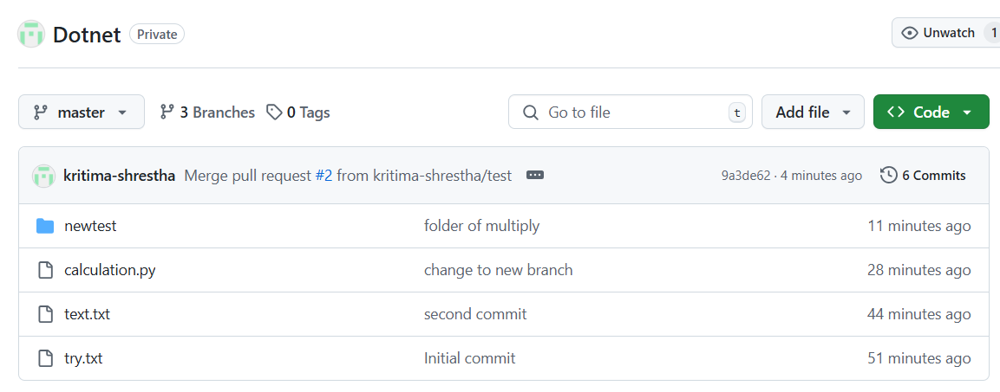 Dotnet Private Unwatch 1
master 3 Branches 0 Tags Go to file t Add file Code
kritima-shrestha Merge pull request #2 from kritima-shrestha/test 9a3de62 · 4 minutes ago 6 Commits
newtest folder of multiply 11 minutes ago
calculation.py change to new branch 28 minutes ago
text.txt second commit 44 minutes ago
try.txt Initial commit 51 minutes ago